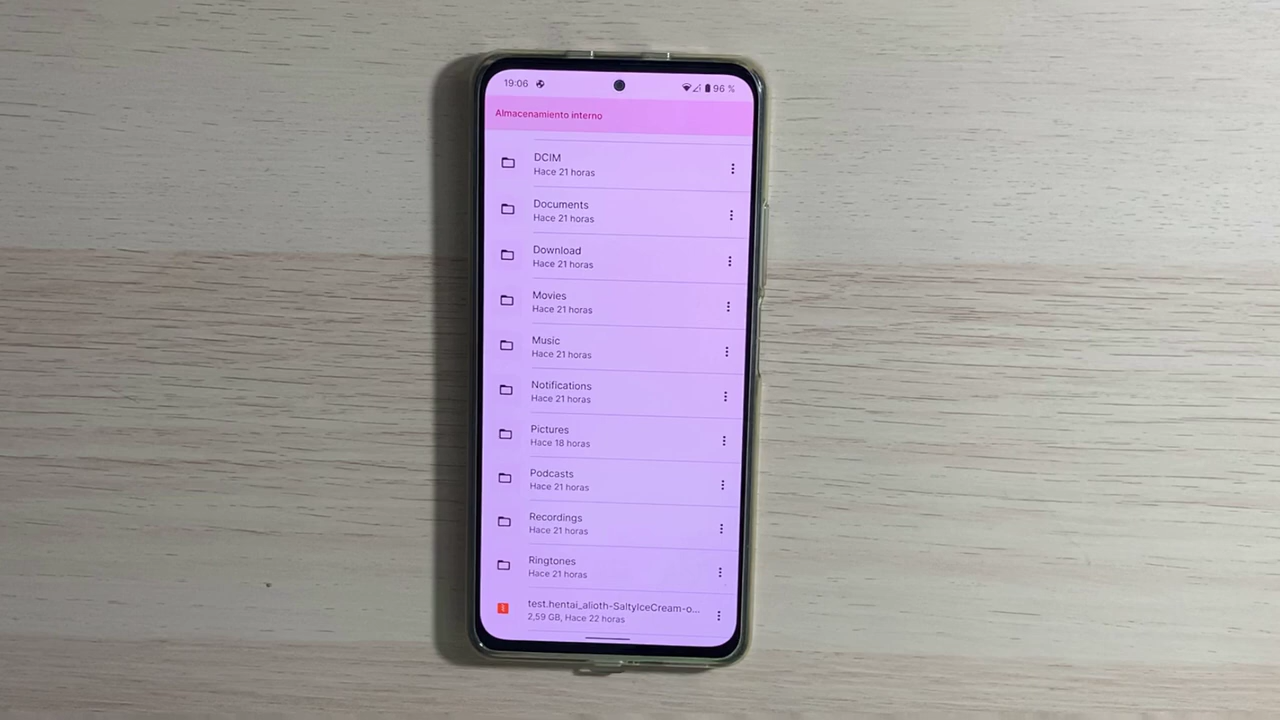 19:06
96 %
Almacenamiento interno
DCIM
Hace 21 horas
Documents
Hace 21 horas
Download
Hace 21 horas
Movies
Hace 21 horas
Music
Hace 21 horas
Notifications
Hace 21 horas
Pictures
Hace 18 horas
Podcasts
Hace 21 horas
Recordings
Hace 21 horas
Ringtones
Hace 21 horas
test.hentai_alioth-SaltyIceCream-o...
2,59 GB, Hace 22 horas